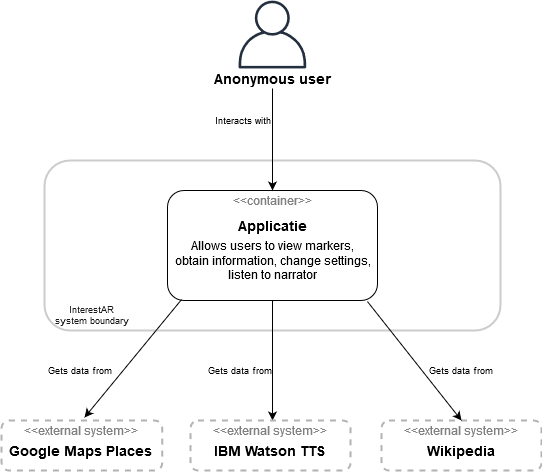 Anonymous user
Interacts with
<<container>>
Applicatie
Allows users to view markers,
obtain information, change settings,
listen to narrator
InterestAR
system boundary
Gets data from
Gets data from
Gets data from
<<external system>>
Google Maps Places
<<external system>>
IBM Watson TTS
<<external system>>
Wikipedia